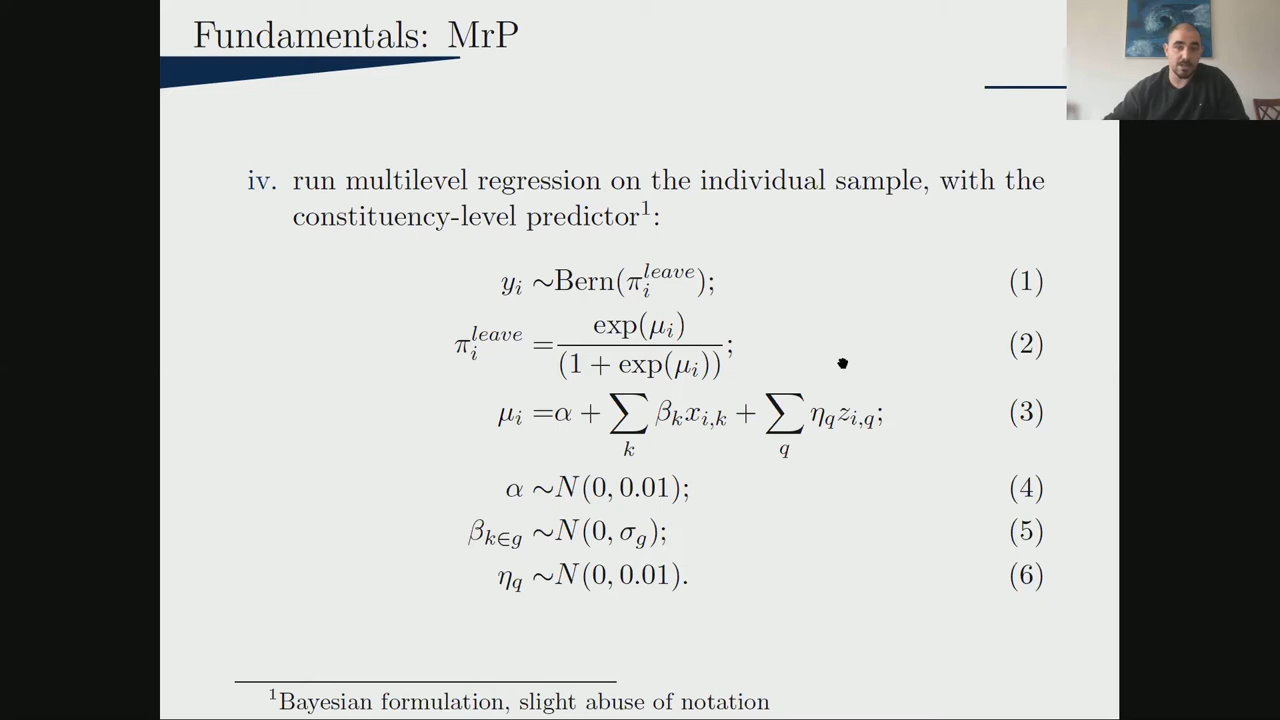 Fundamentals: MrP
iv. run multilevel regression on the individual sample, with the
constituency-level predictor¹:
y_i ∼Bern(π_i^{leave}); (1)
π_i^{leave} = exp(μ_i) / (1 + exp(μ_i)); (2)
μ_i =α + ∑_k β_k x_{i,k} + ∑_q η_q z_{i,q}; (3)
α ∼N(0, 0.01); (4)
β_{k∈g} ∼N(0, σ_g); (5)
η_q ∼N(0, 0.01). (6)
¹Bayesian formulation, slight abuse of notation